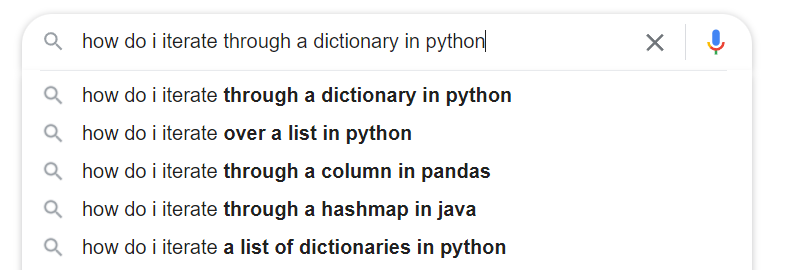 how do i iterate through a dictionary in python
how do i iterate through a dictionary in python
how do i iterate over a list in python
how do i iterate through a column in pandas
how do i iterate through a hashmap in java
how do i iterate a list of dictionaries in python